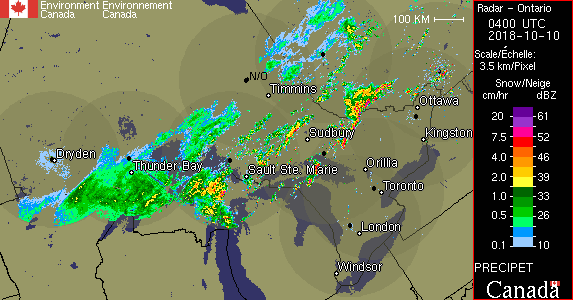 Environment Environnement
Canada Canada
100 KM
N/O
Timmins
Ottawa
Sudbury
Kingston
Dryden
Thunder Bay
Sault Ste. Marie
Orillia
Toronto
London
Windsor
Radar - Ontario
0400 UTC
2018-10-10
Scale/Échelle:
3.5 km/Pixel
Snow/Neige
cm/hr dBZ
20 61
7.5 52
4.0 46
2.0 39
1.0 33
0.5 26
0.1 10
PRECIPET
Canada